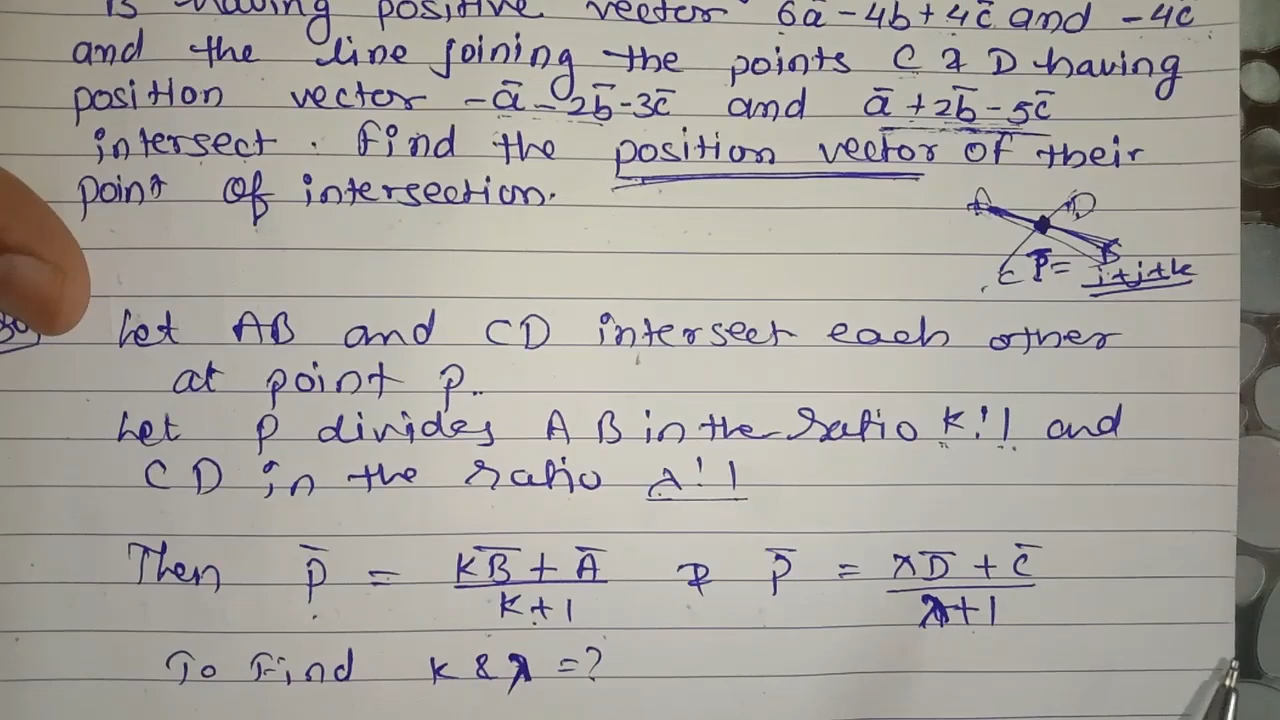 is having positive vector 6a̅ - 4b + 4c̅ and - 4c̅
and the line joining the points C & D having
position vector - a̅ - 2b̅ - 3c̅ and a̅ + 2b̅ - 5c̅
intersect. Find the position vector of their
point of intersection.
A D
B
C P̅ = i+j+k
Let AB and CD intersect each other
at point p..
Let p divides AB in the ratio K:1 and
CD in the ratio λ:1
Then p̅ = (KB̅ + A̅)/(K+1) & p̅ = (λD̅ + C̅)/(λ+1)
To Find K & λ = ?